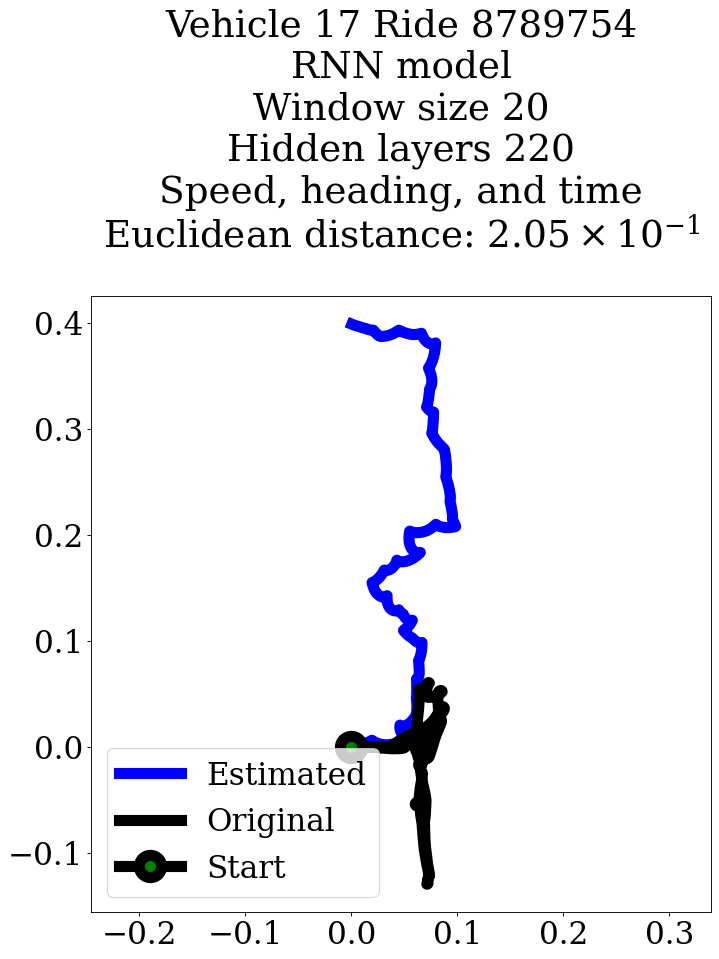 Vehicle 17 Ride 8789754
RNN model
Window size 20
Hidden layers 220
Speed, heading, and time
Euclidean distance: 2.05 × 10⁻¹
0.4
0.3
0.2
0.1
0.0
−0.1
Estimated
Original
Start
−0.2 −0.1 0.0 0.1 0.2 0.3